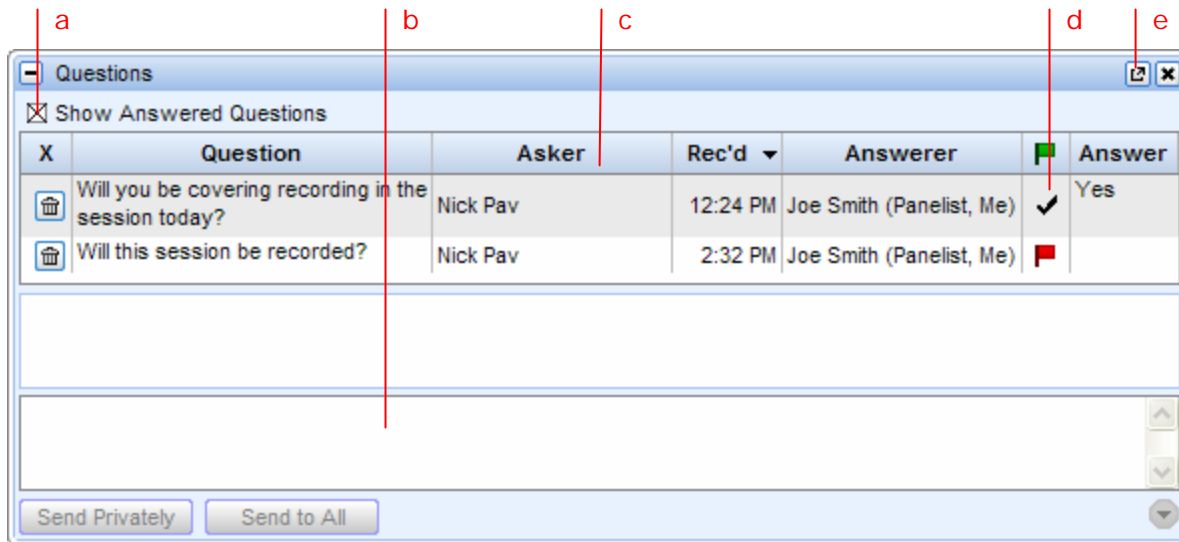 a b c d e
Questions
Show Answered Questions
X Question Asker Rec'd Answerer Answer
Will you be covering recording in the
session today? Nick Pav 12:24 PM Joe Smith (Panelist, Me) Yes
Will this session be recorded? Nick Pav 2:32 PM Joe Smith (Panelist, Me)
Send Privately Send to All